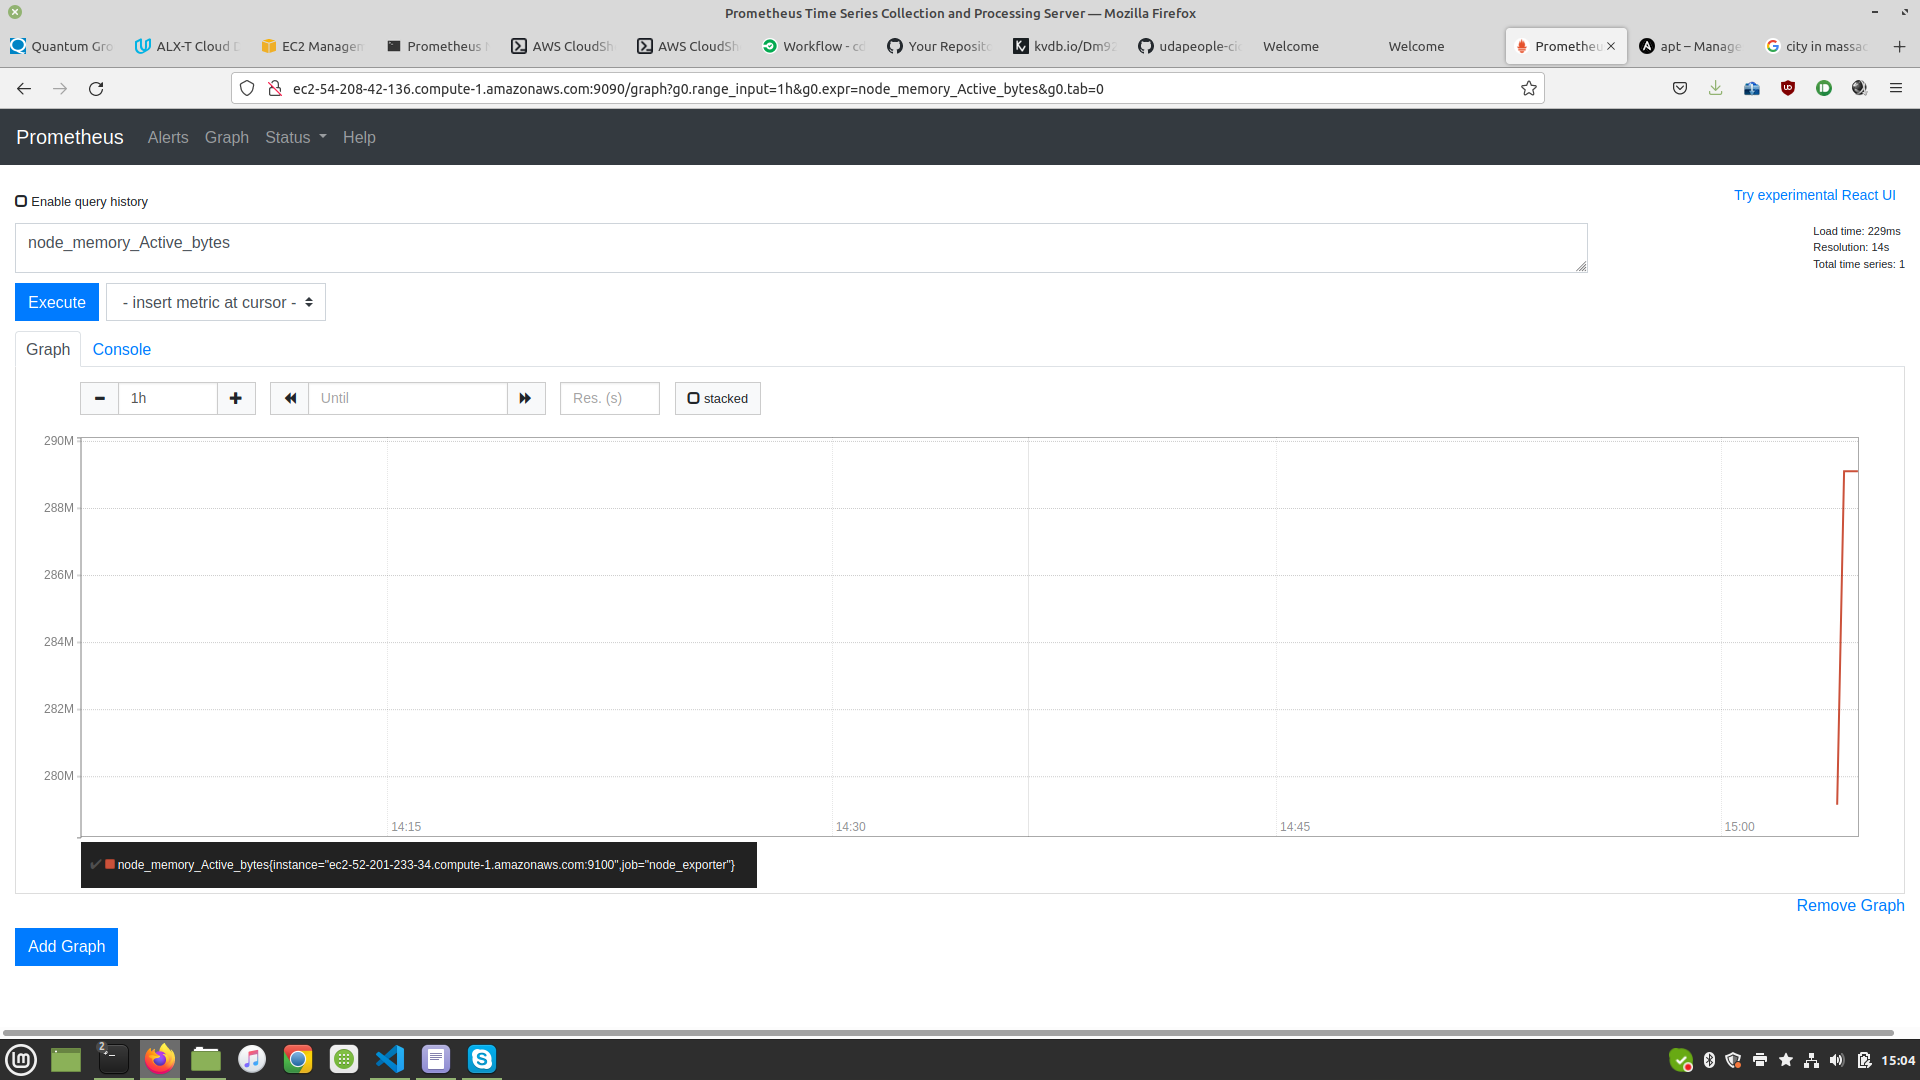 Prometheus Time Series Collection and Processing Server — Mozilla Firefox
Quantum Gro
ALX-T Cloud D
EC2 Managem
Prometheus N
AWS CloudSh
AWS CloudSh
Workflow - cd
Your Reposito
kvdb.io/Dm92
udapeople-cic
Welcome
Welcome
Prometheu
apt – Manage
city in massac
ec2-54-208-42-136.compute-1.amazonaws.com:9090/graph?g0.range_input=1h&g0.expr=node_memory_Active_bytes&g0.tab=0
Prometheus Alerts Graph Status Help
Enable query history
Try experimental React UI
node_memory_Active_bytes
Load time: 229ms
Resolution: 14s
Total time series: 1
Execute
- insert metric at cursor -
Graph Console
1h
Until
Res. (s)
stacked
290M
288M
286M
284M
282M
280M
14:15 14:30 14:45 15:00
node_memory_Active_bytes{instance="ec2-52-201-233-34.compute-1.amazonaws.com:9100",job="node_exporter"}
Remove Graph
Add Graph
2
15:04